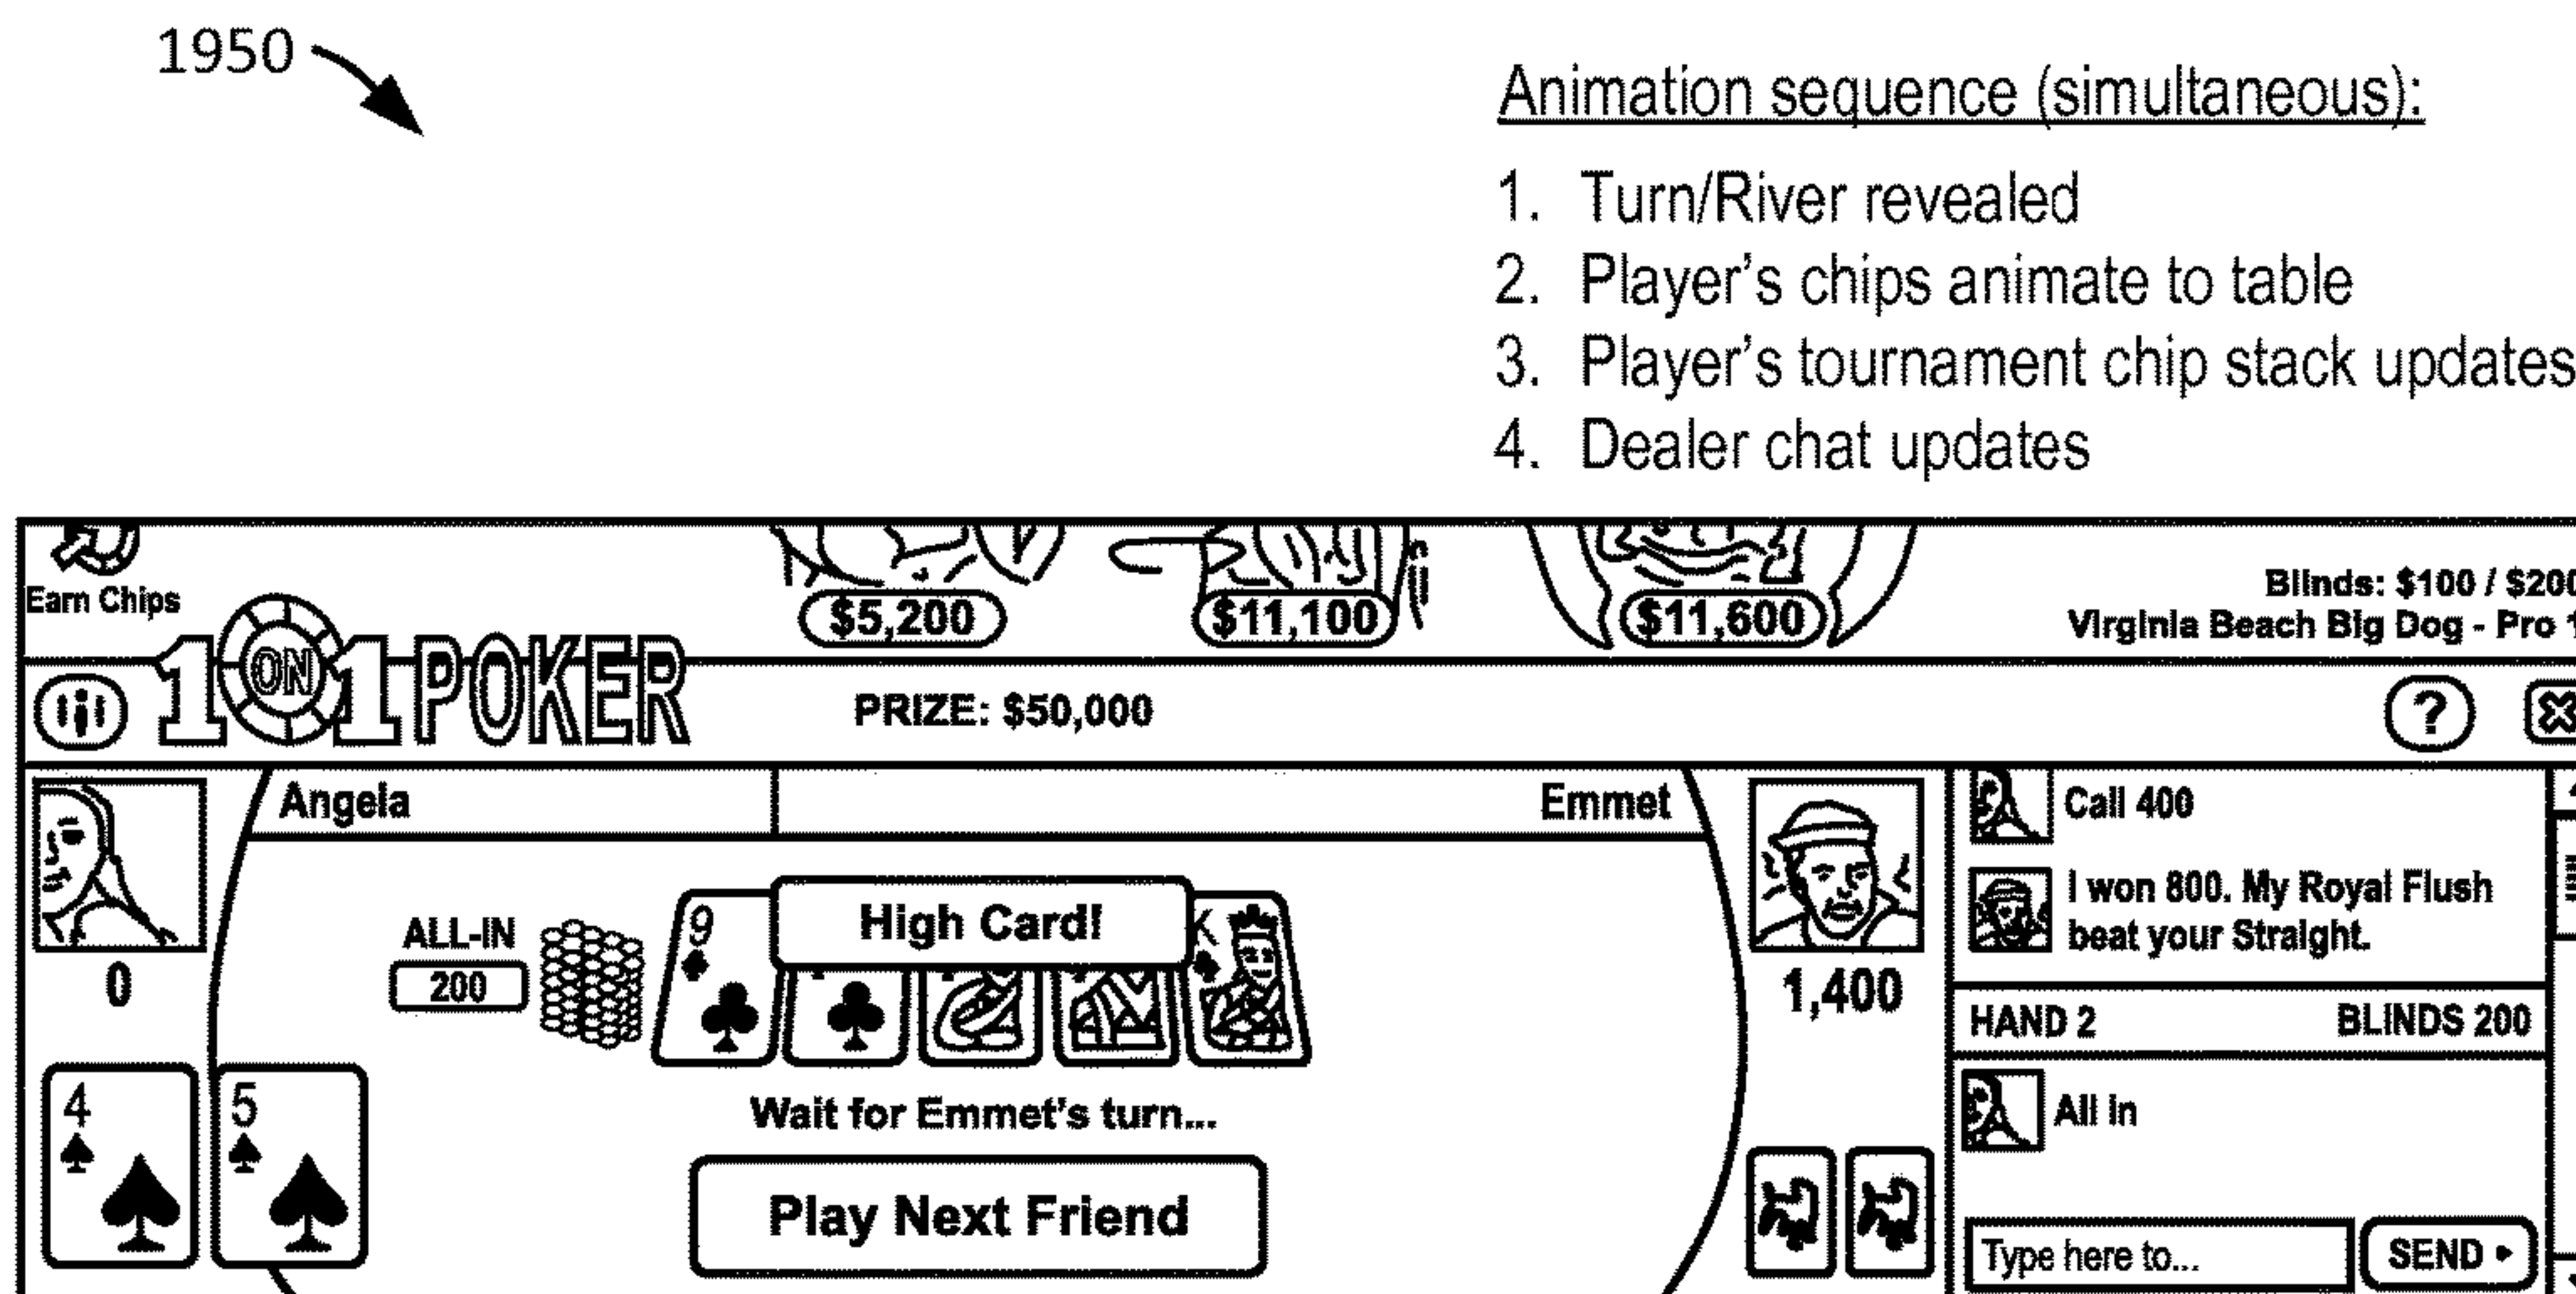 1950
Animation sequence (simultaneous):
1. Turn/River revealed
2. Player's chips animate to table
3. Player's tournament chip stack updates
4. Dealer chat updates
Earn Chips
$5,200
$11,100
$11,600
Blinds: $100 / $200
Virginia Beach Big Dog - Pro 1
1 ON 1 POKER
PRIZE: $50,000
?
Angela
Emmet
Call 400
I won 800. My Royal Flush
beat your Straight.
ALL-IN
200
9
High Card!
K
0
1,400
HAND 2
BLINDS 200
4
5
Wait for Emmet's turn...
All in
Play Next Friend
Type here to...
SEND